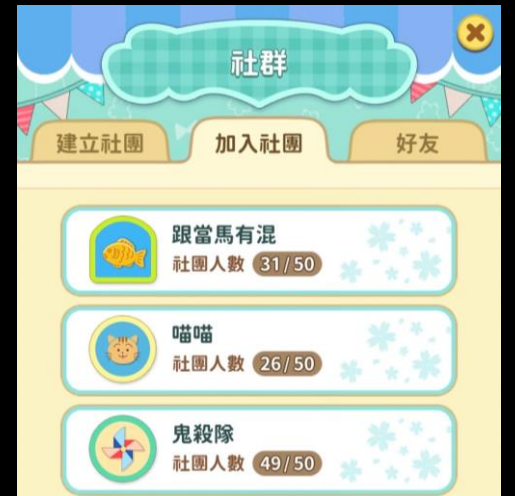 社群
建立社團
加入社團
好友
跟當馬有混
社團人數 31/50
喵喵
社團人數 26/50
鬼殺隊
社團人數 49/50